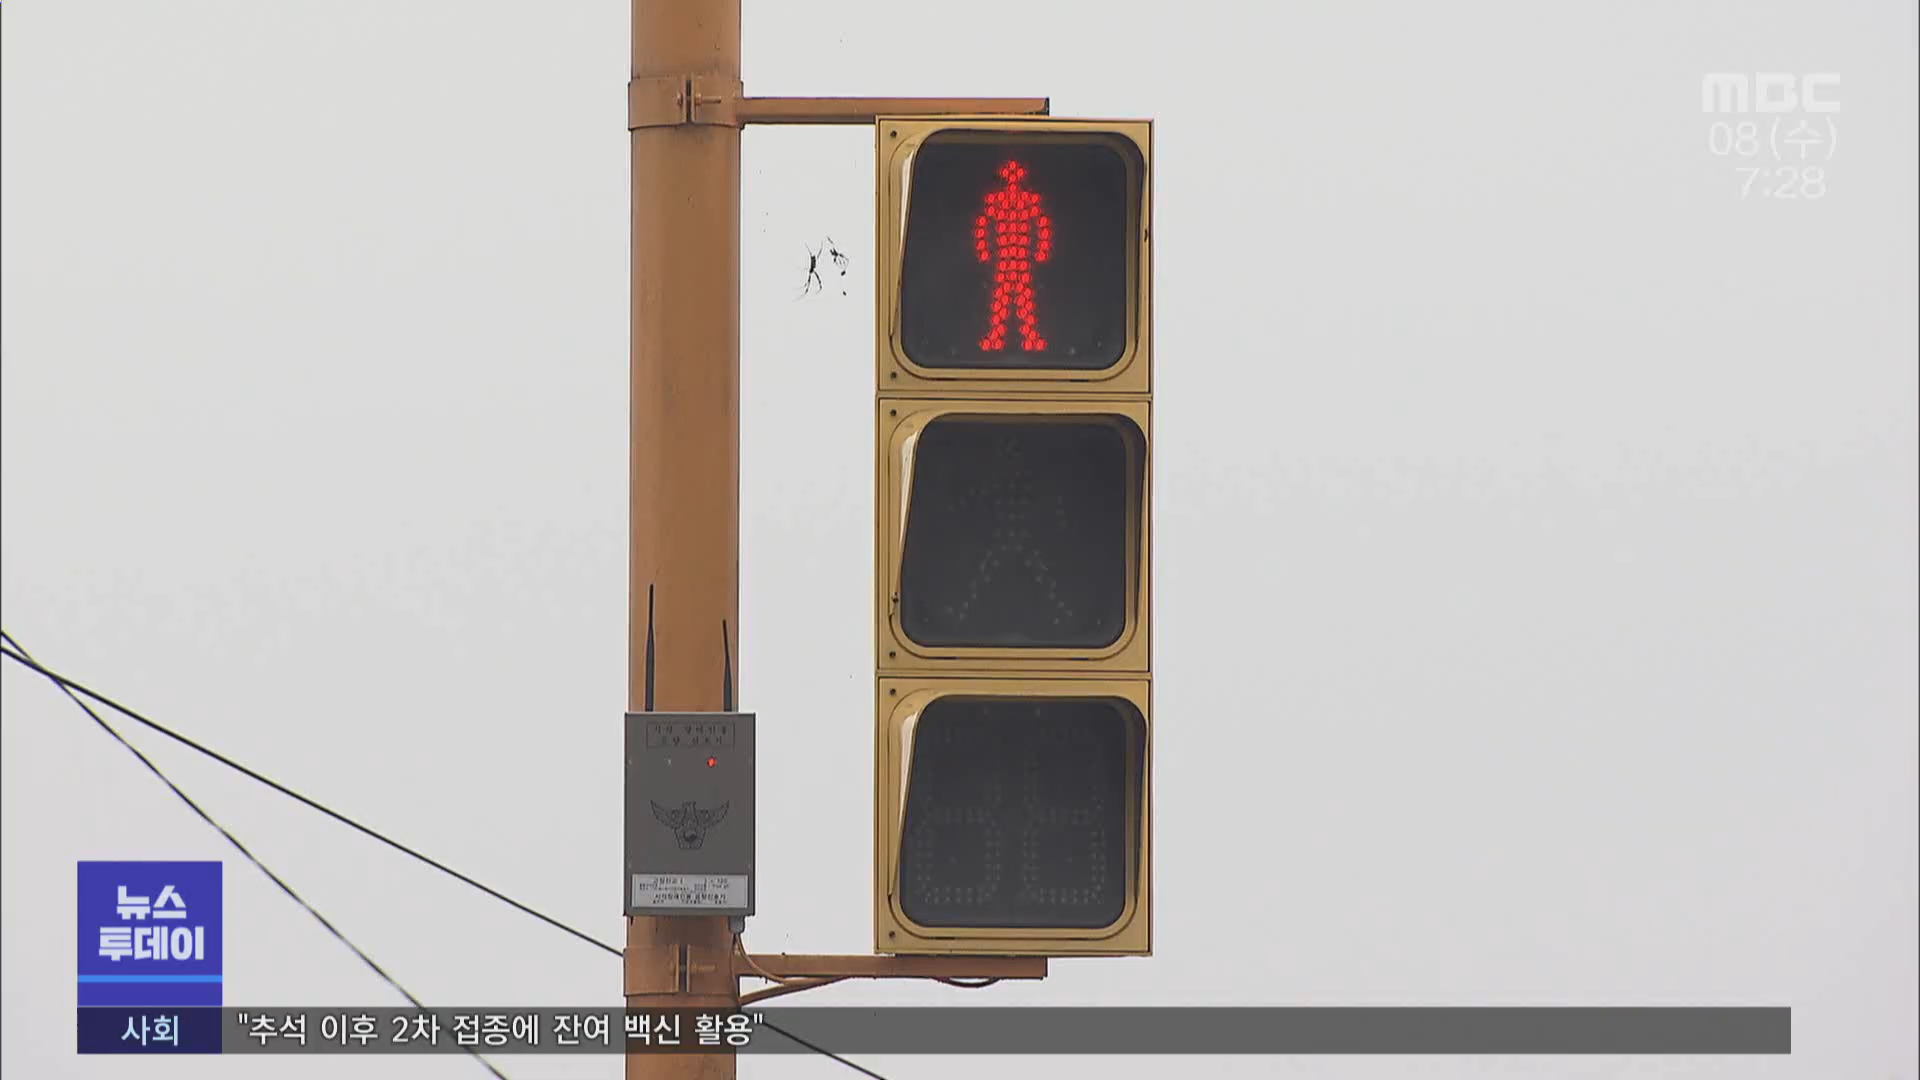 MBC
08 (수)
7:28
뉴스
투데이
사회 "추석 이후 2차 접종에 잔여 백신 활용"